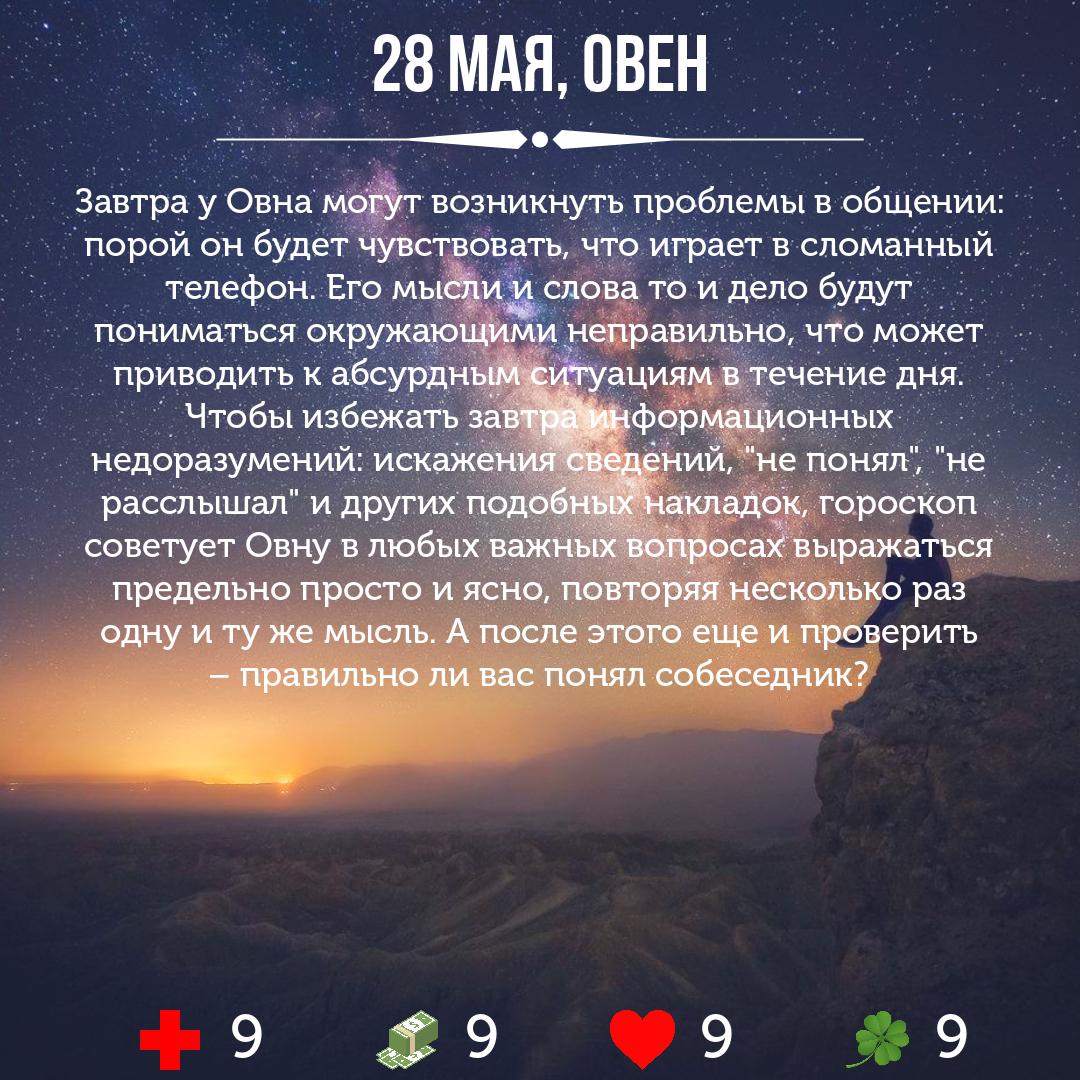 28 МАЯ, ОВЕН
Завтра у Овна могут возникнуть проблемы в общении:
порой он будет чувствовать, что играет в сломанный
телефон. Его мысли и слова то и дело будут
пониматься окружающими неправильно, что может
приводить к абсурдным ситуациям в течение дня.
Чтобы избежать завтра информационных
недоразумений: искажения сведений, "не понял", "не
расслышал" и других подобных накладок, гороскоп
советует Овну в любых важных вопросах выражаться
предельно просто и ясно, повторяя несколько раз
одну и ту же мысль. А после этого еще и проверить
– правильно ли вас понял собеседник?
9 9 9 9